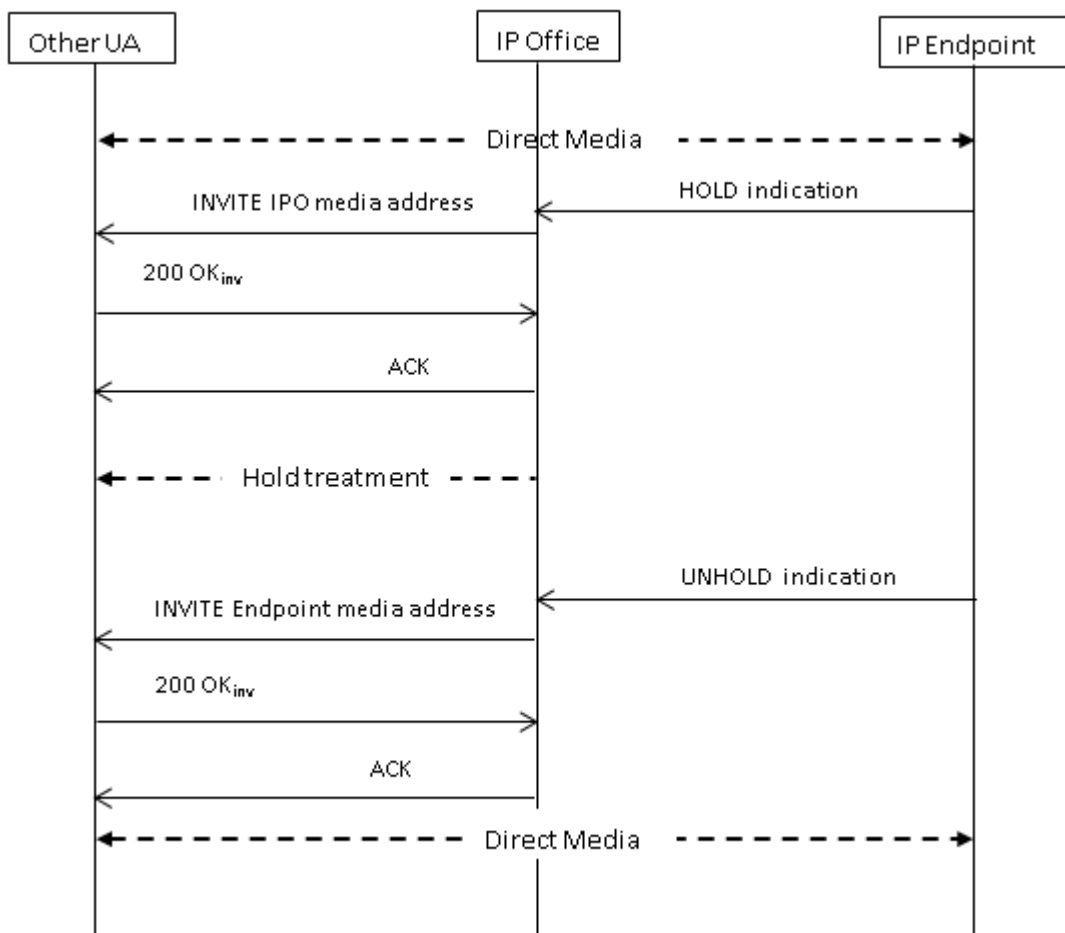 Other UA
IP Office
IP Endpoint
Direct Media
HOLD indication
INVITE IPO media address
200 OKinv
ACK
Hold treatment
UNHOLD indication
INVITE Endpoint media address
200 OKinv
ACK
Direct Media